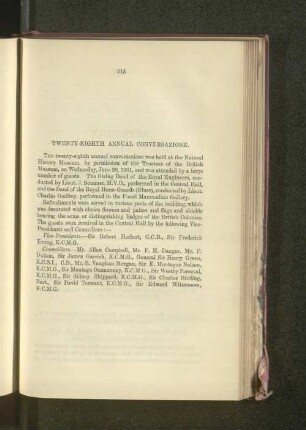 315
TWENTY-EIGHTH ANNUAL CONVERSAZIONE.
THE twenty-eighth annual conversazione was held at the Natural
History Museum, by permission of the Trustees of the British
Museum, on Wednesday, June 26, 1901, and was attended by a large
number of guests. The String Band of the Royal Engineers, con-
ducted by Lieut. J. Sommer, M.V.O., performed in the Central Hall,
and the Band of the Royal Horse Guards (Blues), conducted by Lieut.
Charles Godfrey, performed in the Fossil Mammalian Gallery.
Refreshments were served in various parts of the building, which
was decorated with choice flowers and palms and flags and shields
bearing the arms or distinguishing badges of the British Colonies.
The guests were received in the Central Hall by the following Vice-
Presidents and Councillors:—
Vice-Presidents.—Sir Robert Herbert, G.C.B., Sir Frederick
Young, K.C.M.G.
Councillors.—Mr. Allan Campbell, Mr. F. H. Dangar, Mr. F.
Dutton, Sir James Garrick, K.C.M.G., General Sir Henry Green,
K.C.S.I., C.B., Mr. S. Vaughan Morgan, Sir E. Montague Nelson,
K.C.M.G., Sir Montagu Ommanney, K.C.M.G., Sir Westby Perceval,
K.C.M.G., Sir Sidney Shippard, K.C.M.G., Sir Charles Stirling,
Bart., Sir David Tennant, K.C.M.G., Sir Edward Wittenoom,
K.C.M.G.